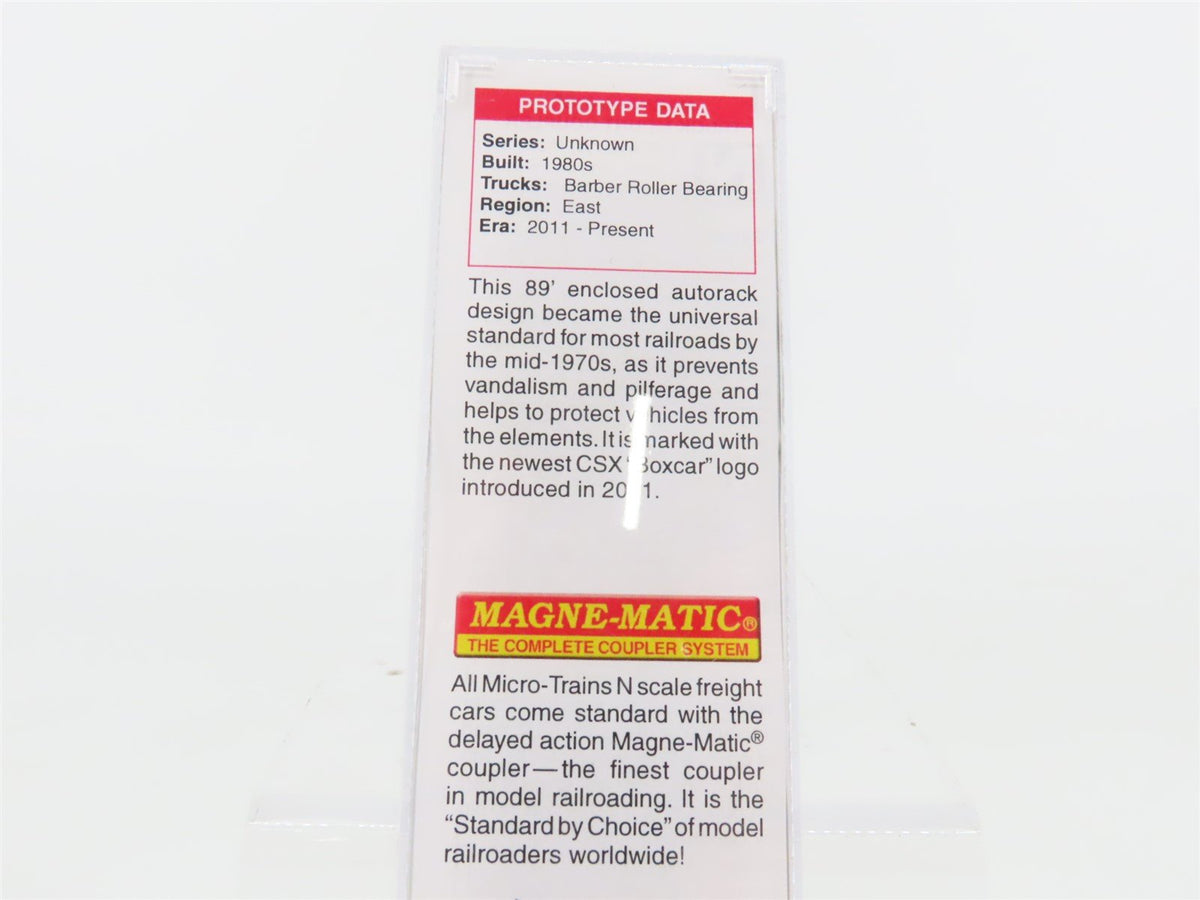 PROTOTYPE DATA
Series: Unknown
Built: 1980s
Trucks: Barber Roller Bearing
Region: East
Era: 2011 - Present
This 89' enclosed autorack
design became the universal
standard for most railroads by
the mid-1970s, as it prevents
vandalism and pilferage and
helps to protect vehicles from
the elements. It is marked with
the newest CSX "Boxcar" logo
introduced in 2011.
MAGNE-MATIC®
THE COMPLETE COUPLER SYSTEM
All Micro-Trains N scale freight
cars come standard with the
delayed action Magne-Matic®
coupler—the finest coupler
in model railroading. It is the
“Standard by Choice” of model
railroaders worldwide!